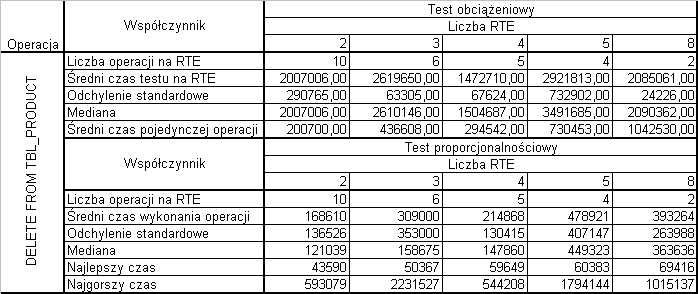 Operacja
Współczynnik
Test obciążeniowy
Liczba RTE
2 3 4 5 8
DELETE FROM TBL_PRODUCT
Liczba operacji na RTE 10 6 5 4 2
Średni czas testu na RTE 2007006,00 2619650,00 1472710,00 2921813,00 2085061,00
Odchylenie standardowe 290765,00 63305,00 67624,00 732902,00 24226,00
Mediana 2007006,00 2610146,00 1504687,00 3491685,00 2090362,00
Średni czas pojedynczej operacji 200700,00 436608,00 294542,00 730453,00 1042530,00
Współczynnik
Test proporcjonalnościowy
Liczba RTE
2 3 4 5 8
Liczba operacji na RTE 10 6 5 4 2
Średni czas wykonania operacji 168610 309000 214868 478921 393264
Odchylenie standardowe 136526 353000 130415 407147 263988
Mediana 121039 158675 147860 449323 363636
Najlepszy czas 43590 50367 59649 60383 69416
Najgorszy czas 593079 2231527 544208 1794144 1015137